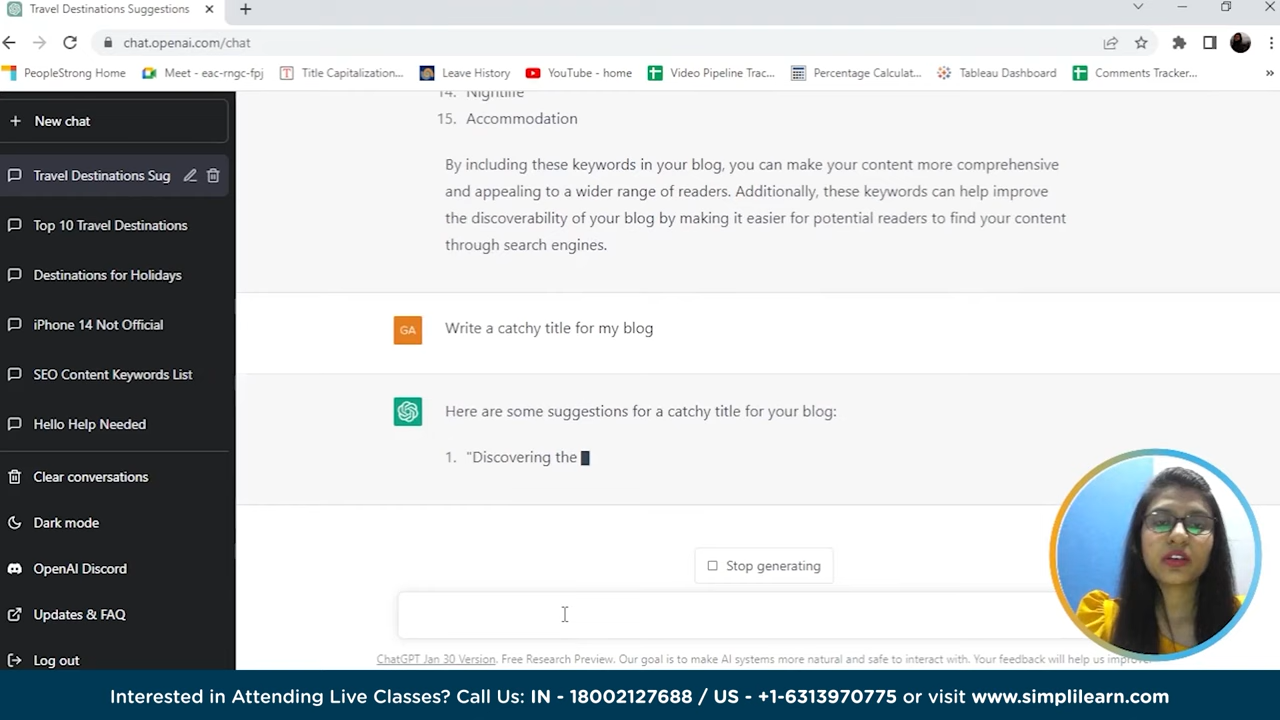 Travel Destinations Suggestions
chat.openai.com/chat
PeopleStrong Home
Meet - eac-rngc-fpj
Title Capitalization...
Leave History
YouTube - home
Video Pipeline Trac...
Percentage Calculat...
Tableau Dashboard
Comments Tracker...
New chat
Travel Destinations Sug
Top 10 Travel Destinations
Destinations for Holidays
iPhone 14 Not Official
SEO Content Keywords List
Hello Help Needed
Clear conversations
Dark mode
OpenAI Discord
Updates & FAQ
Log out
14. Nightlife
15. Accommodation
By including these keywords in your blog, you can make your content more comprehensive
and appealing to a wider range of readers. Additionally, these keywords can help improve
the discoverability of your blog by making it easier for potential readers to find your content
through search engines.
GA
Write a catchy title for my blog
Here are some suggestions for a catchy title for your blog:
1. "Discovering the
Stop generating
ChatGPT Jan 30 Version. Free Research Preview. Our goal is to make AI systems more natural and safe to interact with. Your feedback will help us improve.
Interested in Attending Live Classes? Call Us: IN - 18002127688 / US - +1-6313970775 or visit www.simplilearn.com